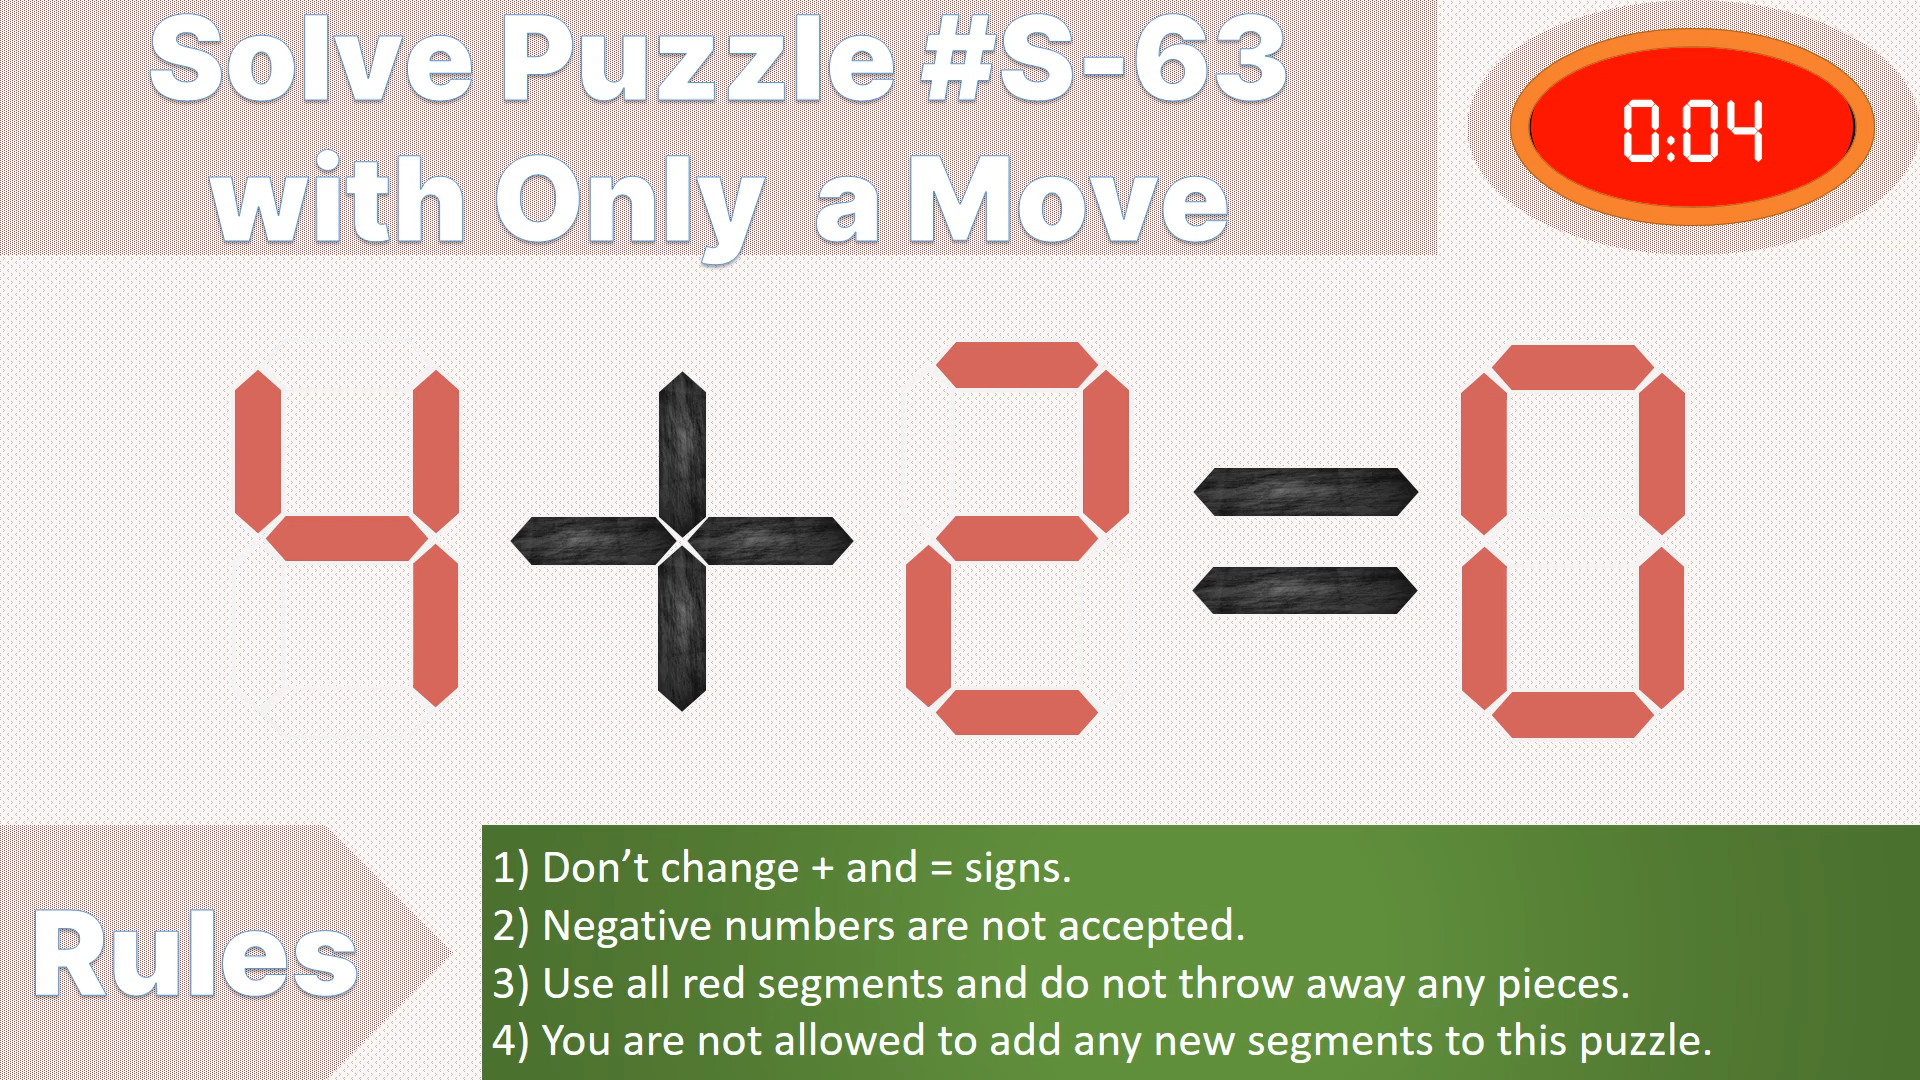 Solve Puzzle #S-63
with Only a Move
0:04
4 + 2 = 0
Rules
1) Don’t change + and = signs.
2) Negative numbers are not accepted.
3) Use all red segments and do not throw away any pieces.
4) You are not allowed to add any new segments to this puzzle.